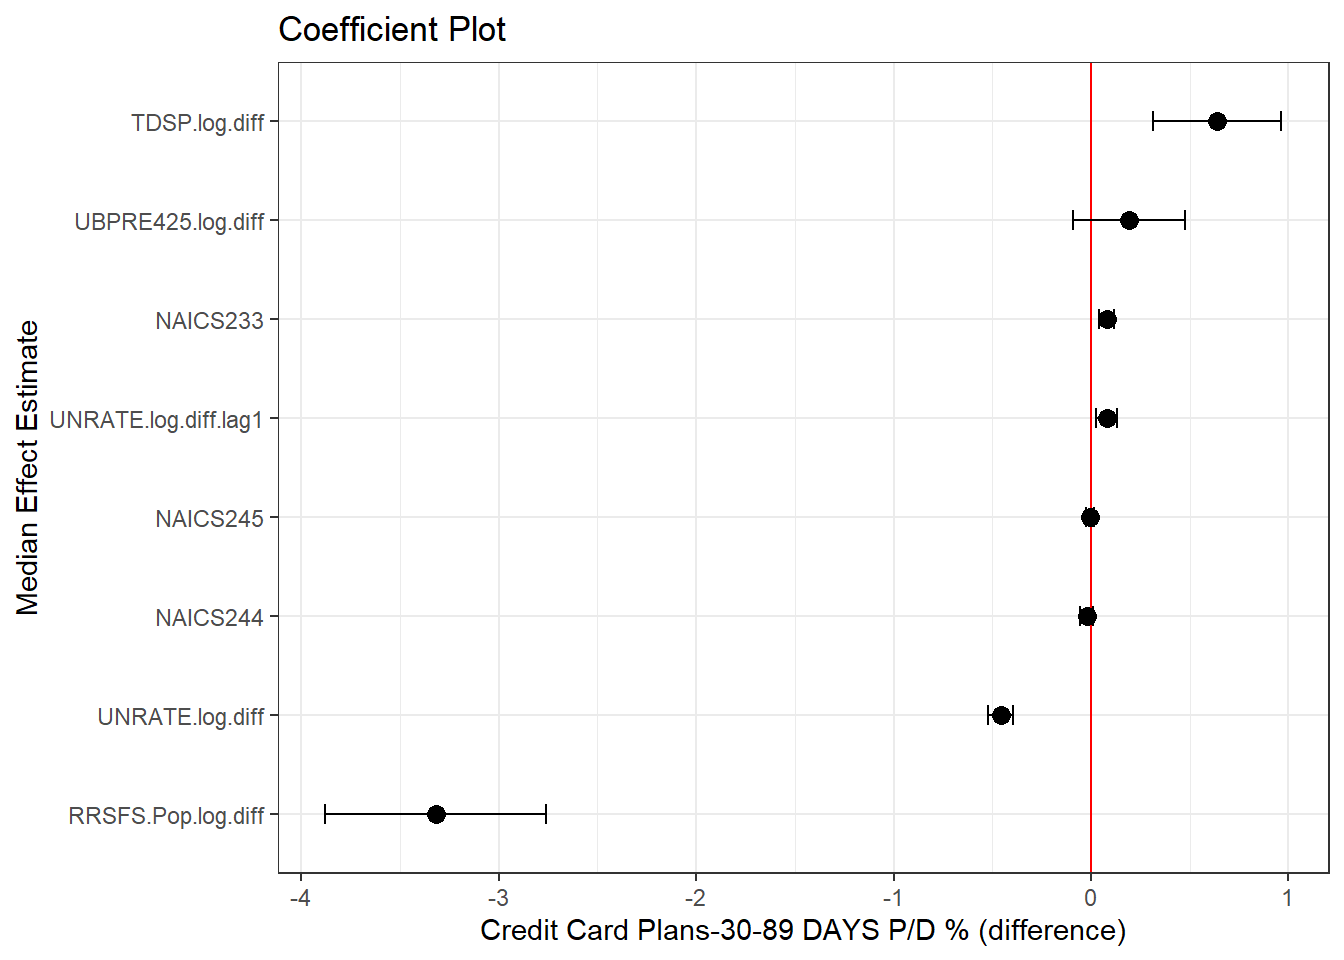 Coefficient Plot
TDSP.log.diff
UBPRE425.log.diff
NAICS233
UNRATE.log.diff.lag1
NAICS245
NAICS244
UNRATE.log.diff
RRSFS.Pop.log.diff
Median Effect Estimate
-4 -3 -2 -1 0 1
Credit Card Plans-30-89 DAYS P/D % (difference)